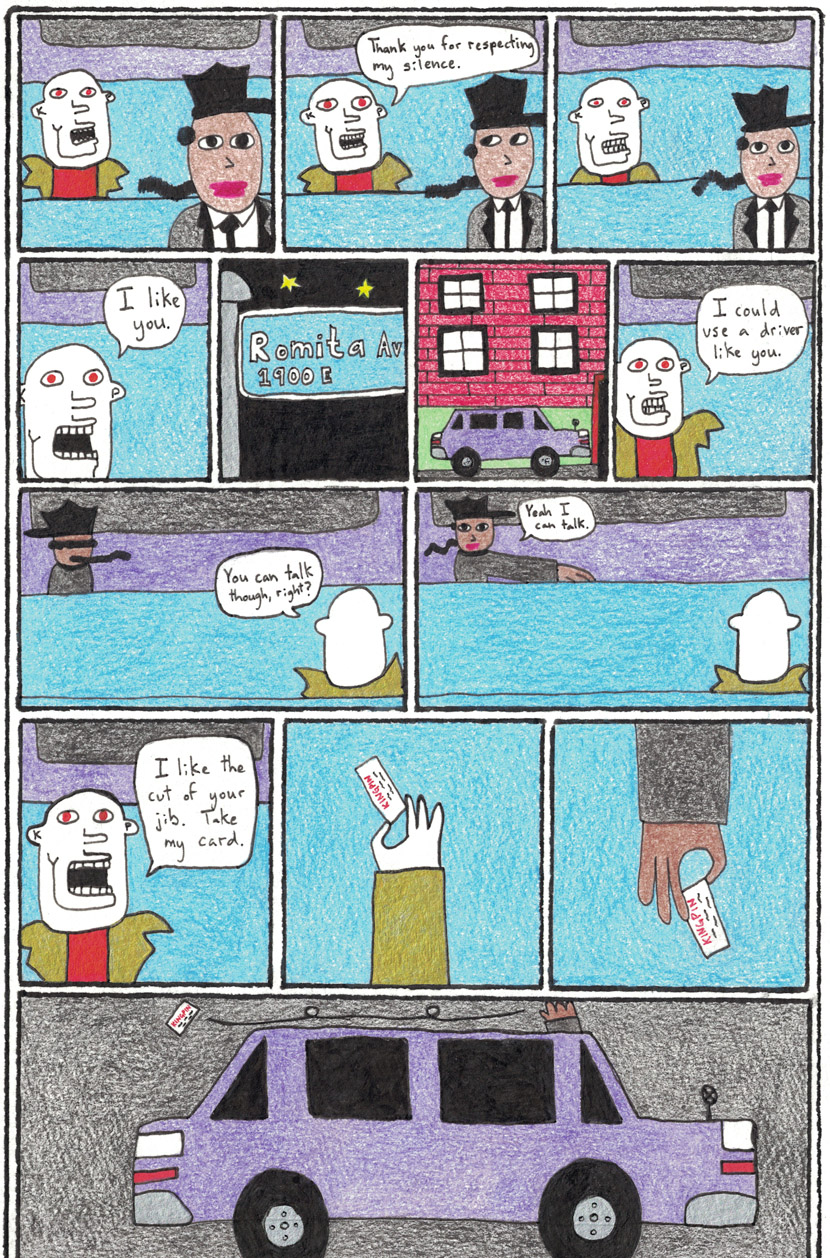 Thank you for respecting
my silence.
I like
you.
Romita Av
1900 E
I could
use a driver
like you.
You can talk
though, right?
Yeah I
can talk.
I like the
cut of your
jib. Take
my card.
K P
KINGPIN
KINGPIN
KINGPIN